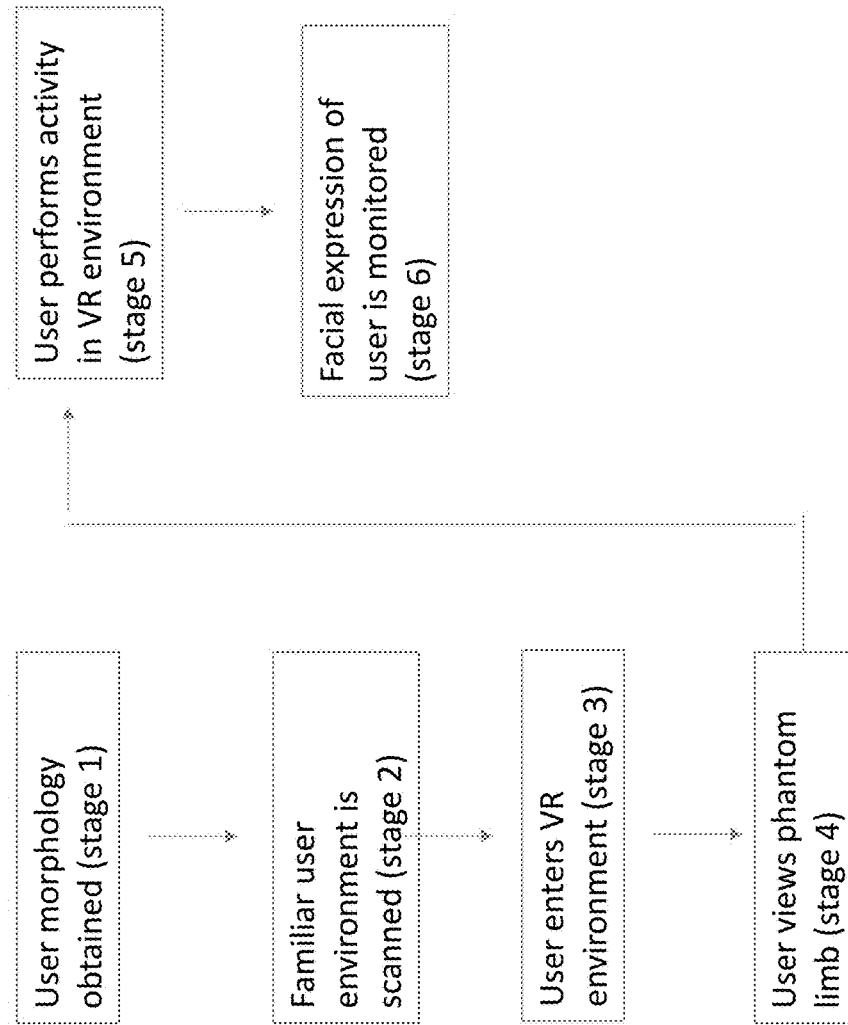 User morphology
obtained (stage 1)
Familiar user
environment is
scanned (stage 2)
User enters VR
environment (stage 3)
User views phantom
limb (stage 4)
User performs activity
in VR environment
(stage 5)
Facial expression of
user is monitored
(stage 6)